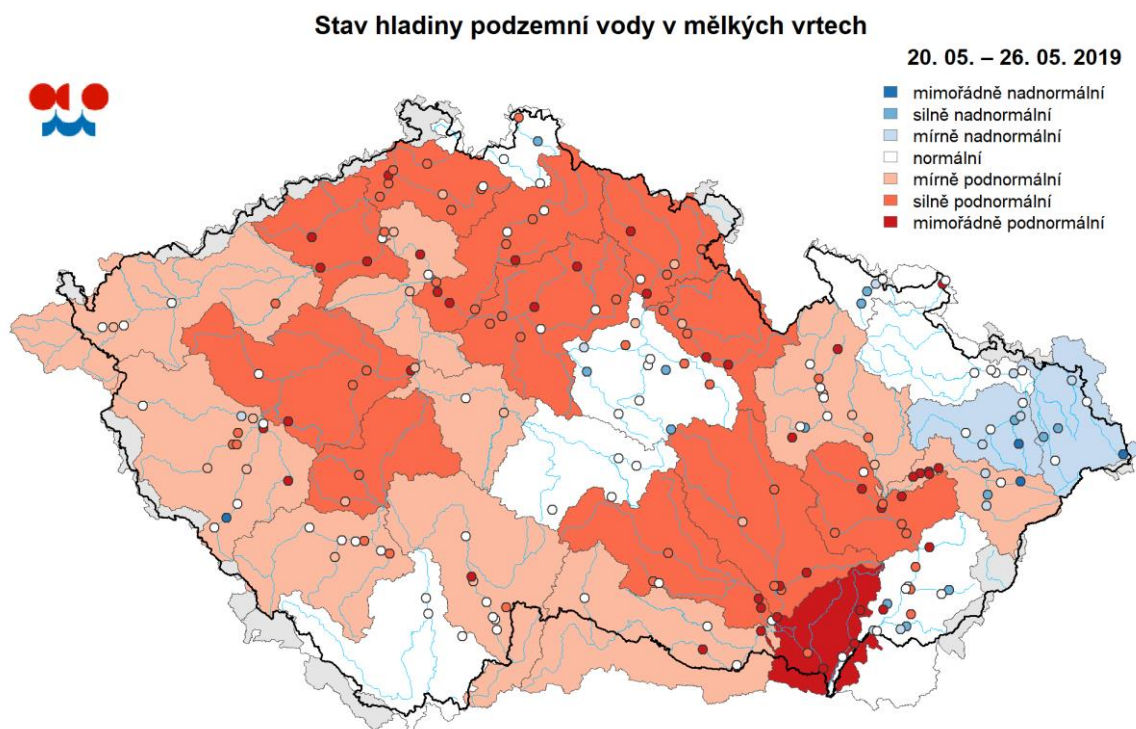 Stav hladiny podzemní vody v mělkých vrtech
20. 05. – 26. 05. 2019
mimořádně nadnormální
silně nadnormální
mírně nadnormální
normální
mírně podnormální
silně podnormální
mimořádně podnormální